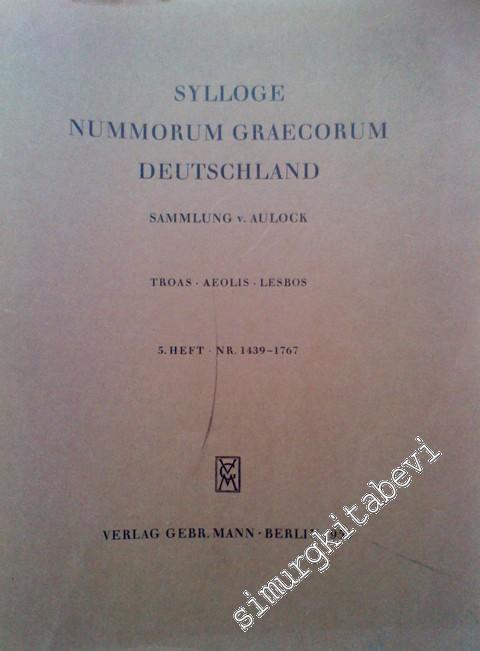 SYLLOGE
NUMMORUM GRAECORUM
DEUTSCHLAND
SAMMLUNG v. AULOCK
TROAS · AEOLIS · LESBOS
5. HEFT · NR. 1439–1767
VERLAG GEBR. MANN · BERLIN
simurgkitabevi